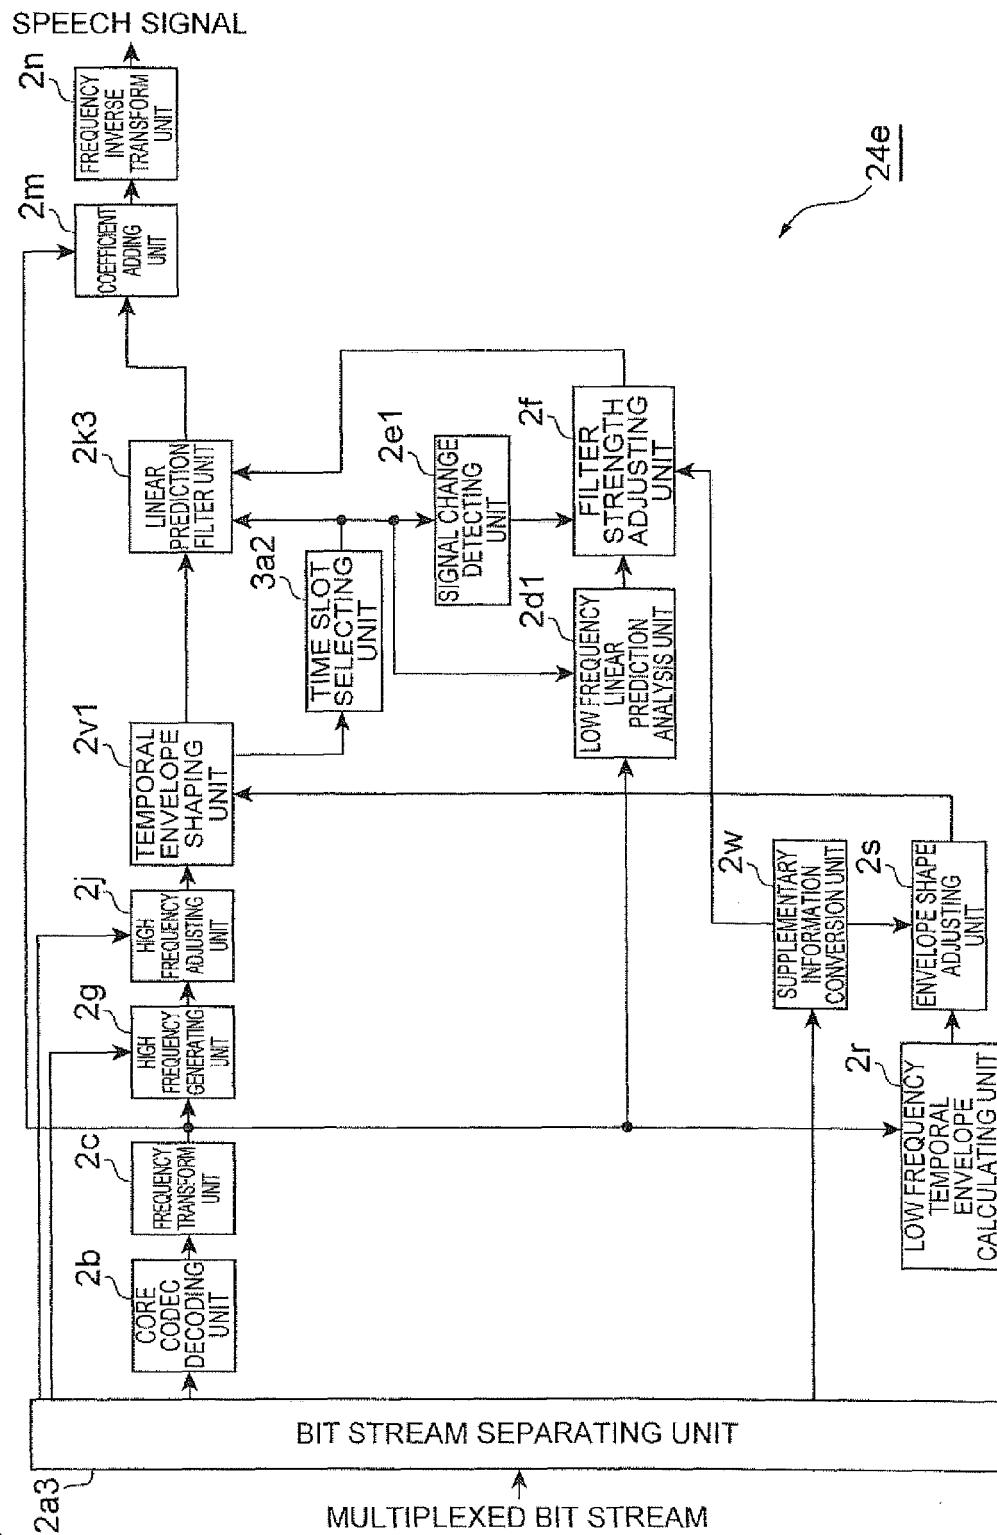 SPEECH SIGNAL
2n
FREQUENCY
INVERSE
TRANSFORM
UNIT
2m
COEFFICIENT
ADDING
UNIT
24e
2k3
LINEAR
PREDICTION
FILTER UNIT
2e1
SIGNAL CHANGE
DETECTING
UNIT
2f
FILTER
STRENGTH
ADJUSTING
UNIT
3a2
TIME SLOT
SELECTING
UNIT
2d1
LOW FREQUENCY
LINEAR
PREDICTION
ANALYSIS UNIT
2v1
TEMPORAL
ENVELOPE
SHAPING
UNIT
2j
HIGH
FREQUENCY
ADJUSTING
UNIT
2w
SUPPLEMENTARY
INFORMATION
CONVERSION UNIT
2s
ENVELOPE SHAPE
ADJUSTING
UNIT
2g
HIGH
FREQUENCY
GENERATING
UNIT
2r
LOW FREQUENCY
TEMPORAL
ENVELOPE
CALCULATING UNIT
2c
FREQUENCY
TRANSFORM
UNIT
2b
CORE
CODEC
DECODING
UNIT
BIT STREAM SEPARATING UNIT
2a3
MULTIPLEXED BIT STREAM